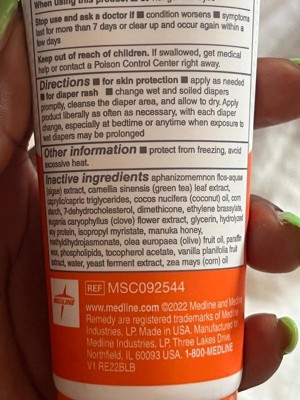 When using this product
Stop use and ask a doctor if ■ condition worsens ■ symptoms
last for more than 7 days or clear up and occur again within a
few days
Keep out of reach of children. If swallowed, get medical
help or contact a Poison Control Center right away.
Directions ■ for skin protection ■ apply as needed
■ for diaper rash ■ change wet and soiled diapers
promptly, cleanse the diaper area, and allow to dry. Apply
product liberally as often as necessary, with each diaper
change, especially at bedtime or anytime when exposure to
wet diapers may be prolonged
Other information ■ protect from freezing, avoid
excessive heat.
Inactive ingredients aphanizomemnon flos-aquae
(algae) extract, camellia sinensis (green tea) leaf extract,
caprylic/capric triglycerides, cocos nucifera (coconut) oil, corn
starch, 7-dehydrocholesterol, dimethicone, ethylene brassylate,
eugenia caryophyllus (clove) flower extract, glycerin, hydrolyzed
soy protein, isopropyl myristate, manuka honey,
methyldihydrojasmonate, olea europaea (olive) fruit oil, paraffin
wax, phospholipids, tocopherol acetate, vanilla planifolia fruit
extract, water, yeast ferment extract, zea mays (corn) oil
REF MSC092544
MEDLINE
www.medline.com ©2022 Medline and Medline
Remedy are registered trademarks of Medline
Industries, LP. Made in USA. Manufactured for
Medline Industries, LP, Three Lakes Drive,
Northfield, IL 60093 USA. 1-800-MEDLINE
V1 RE22BLB